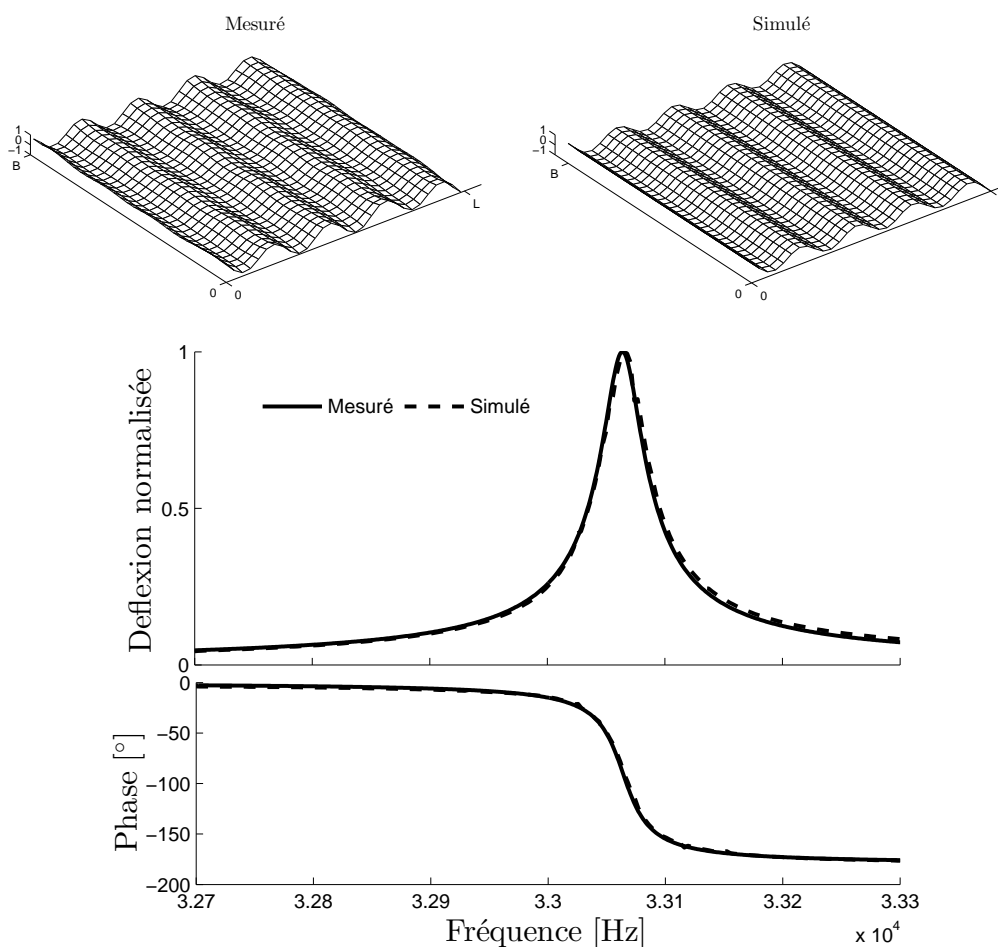 Mesuré
Simulé
1
0
−1
B
0
0
L
1
0
−1
B
0
0
1
Mesuré
Simulé
0.5
0
Deflexion normalisée
0
−50
−100
−150
−200
Phase [°]
3.27
3.28
3.29
3.3
3.31
3.32
3.33
x 10⁴
Fréquence [Hz]